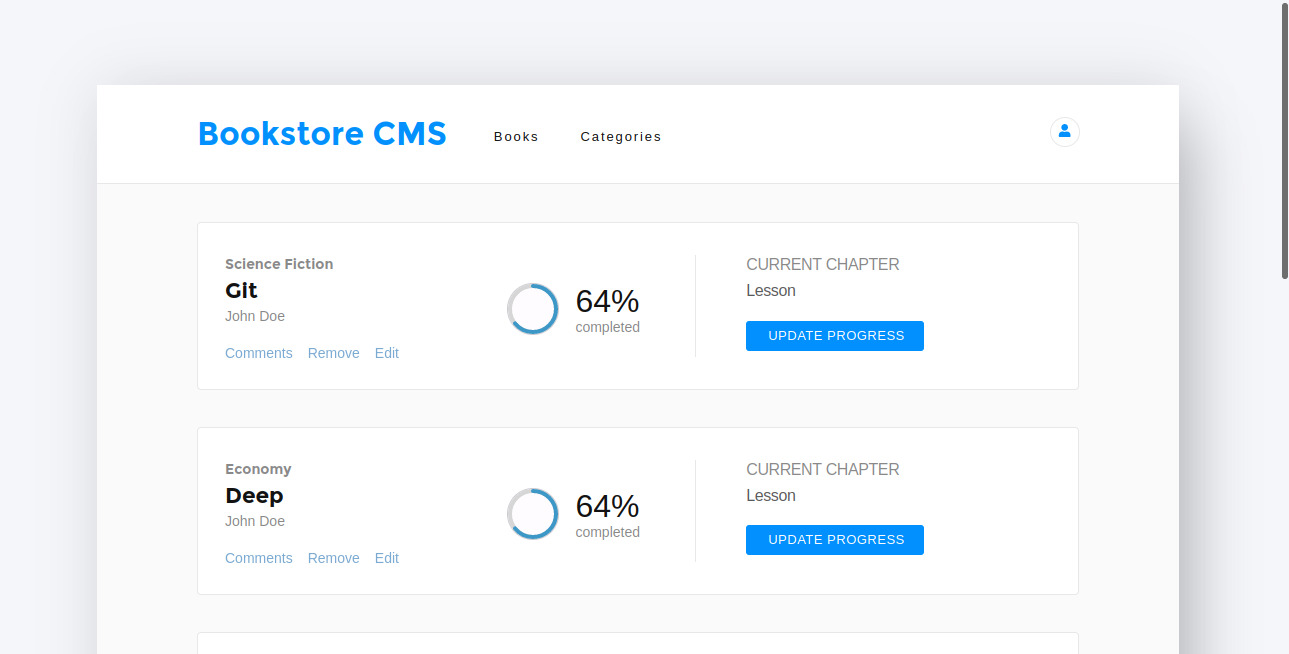 Bookstore CMS Books Categories
Science Fiction
Git
John Doe
Comments Remove Edit
64%
completed
CURRENT CHAPTER
Lesson
UPDATE PROGRESS
Economy
Deep
John Doe
Comments Remove Edit
64%
completed
CURRENT CHAPTER
Lesson
UPDATE PROGRESS